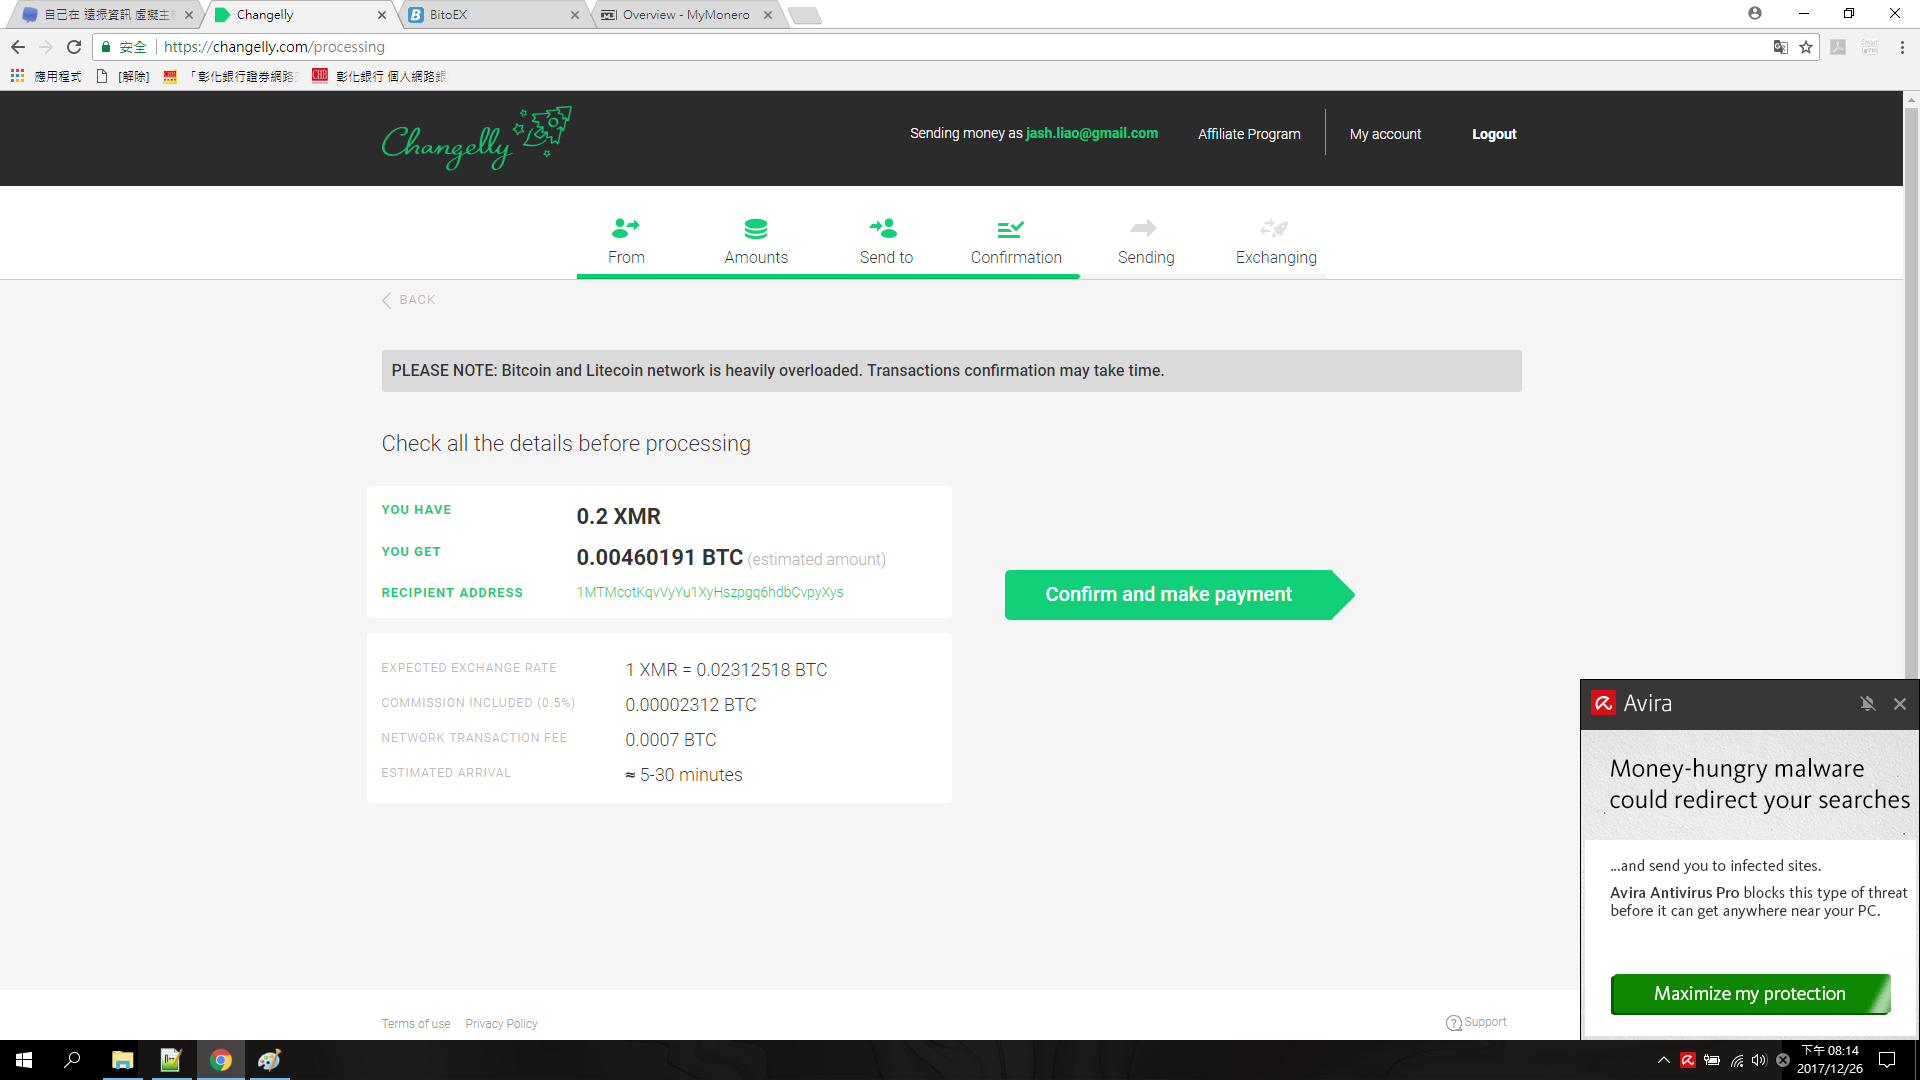 自己在 遠振資訊 虛擬主
Changelly
BitoEX
Overview - MyMonero
安全
https://changelly.com/processing
應用程式
[解除]
「彰化銀行證券網路
彰化銀行 個人網路銀
Changelly
Sending money as jash.liao@gmail.com
Affiliate Program
My account
Logout
From
Amounts
Send to
Confirmation
Sending
Exchanging
BACK
PLEASE NOTE: Bitcoin and Litecoin network is heavily overloaded. Transactions confirmation may take time.
Check all the details before processing
YOU HAVE
0.2 XMR
YOU GET
0.00460191 BTC (estimated amount)
RECIPIENT ADDRESS
1MTMcotKqvVyYu1XyHszpgq6hdbCvpyXys
Confirm and make payment
EXPECTED EXCHANGE RATE
1 XMR = 0.02312518 BTC
COMMISSION INCLUDED (0.5%)
0.00002312 BTC
NETWORK TRANSACTION FEE
0.0007 BTC
ESTIMATED ARRIVAL
≈ 5-30 minutes
Avira
Money-hungry malware
could redirect your searches
...and send you to infected sites.
Avira Antivirus Pro blocks this type of threat
before it can get anywhere near your PC.
Maximize my protection
Terms of use
Privacy Policy
Support
下午 08:14
2017/12/26